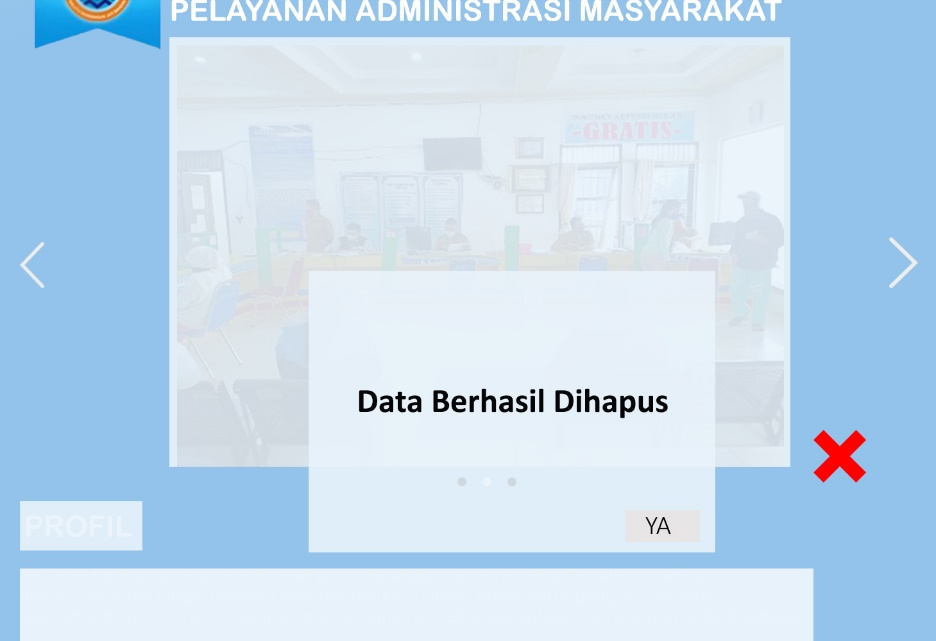 PELAYANAN ADMINISTRASI MASYARAKAT
-GRATIS-
Data Berhasil Dihapus
YA
PROFIL